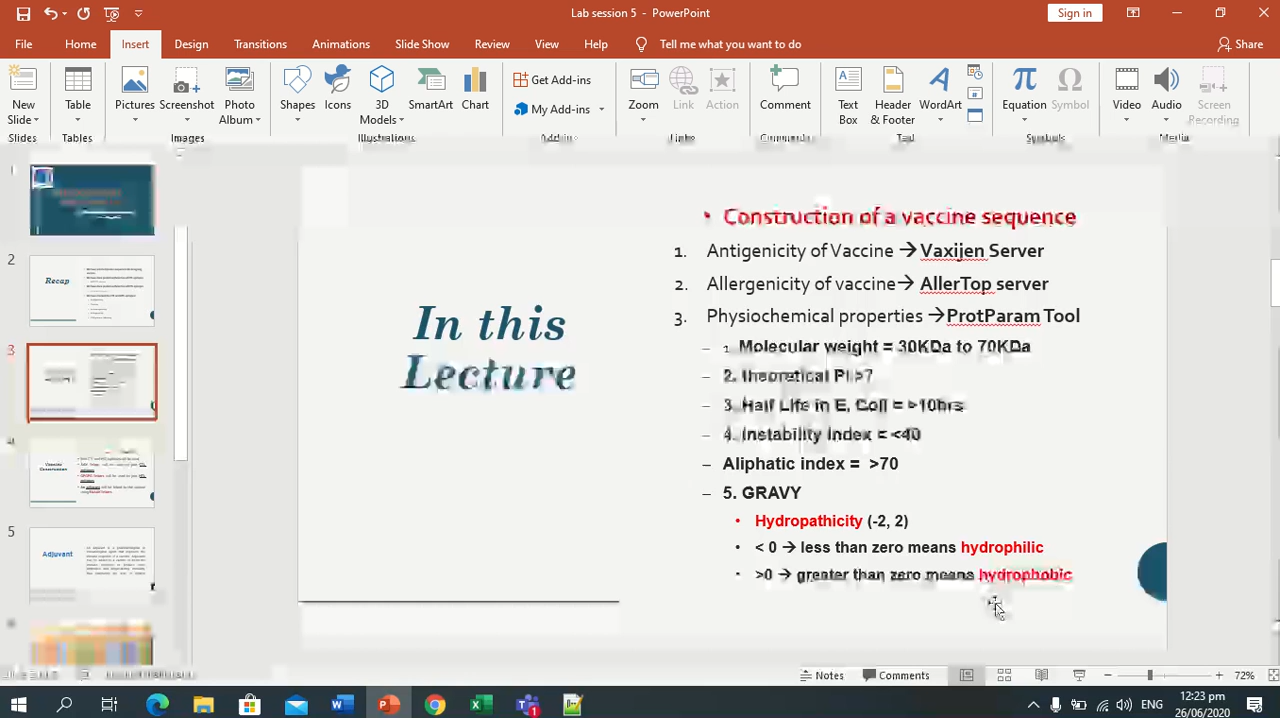 Lab session 5 - PowerPoint
Sign in
File Home Insert Design Transitions Animations Slide Show Review View Help Tell me what you want to do Share
New Slide
Table
Pictures
Screenshot
Photo Album
Shapes
Icons
3D Models
SmartArt
Chart
Get Add-ins
My Add-ins
Zoom
Link
Action
Comment
Text Box
Header & Footer
WordArt
Equation
Symbol
Video
Audio
Screen Recording
Slides
Tables
Images
Illustrations
Text
Symbols
Media
2
Recap
3
4
5
Adjuvant
In this
Lecture
• Construction of a vaccine sequence
1. Antigenicity of Vaccine → Vaxijen Server
2. Allergenicity of vaccine → AllerTop server
3. Physiochemical properties → ProtParam Tool
– 1. Molecular weight = 30KDa to 70KDa
– 2. Theoretical PI >7
– 3. Half Life in E, Coli = >10hrs
– 4. Instability Index = <40
– Aliphatic index = >70
– 5. GRAVY
• Hydropathicity (-2, 2)
• < 0 → less than zero means hydrophilic
• >0 → greater than zero means hydrophobic
Notes
Comments
72%
ENG
12:23 pm
26/06/2020